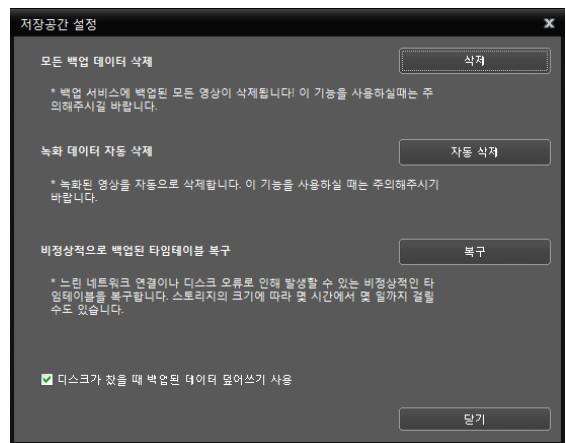 저장공간 설정 x
모든 백업 데이터 삭제 삭제
* 백업 서비스에 백업된 모든 영상이 삭제됩니다! 이 기능을 사용하실때는 주
의해주시길 바랍니다.
녹화 데이터 자동 삭제 자동 삭제
* 녹화된 영상을 자동으로 삭제합니다. 이 기능을 사용하실 때는 주의해주시기
바랍니다.
비정상적으로 백업된 타임테이블 복구 복구
* 느린 네트워크 연결이나 디스크 오류로 인해 발생할 수 있는 비정상적인 타
임테이블을 복구합니다. 스토리지의 크기에 따라 몇 시간에서 몇 일까지 걸릴
수도 있습니다.
디스크가 찼을 때 백업된 데이터 덮어쓰기 사용
닫기